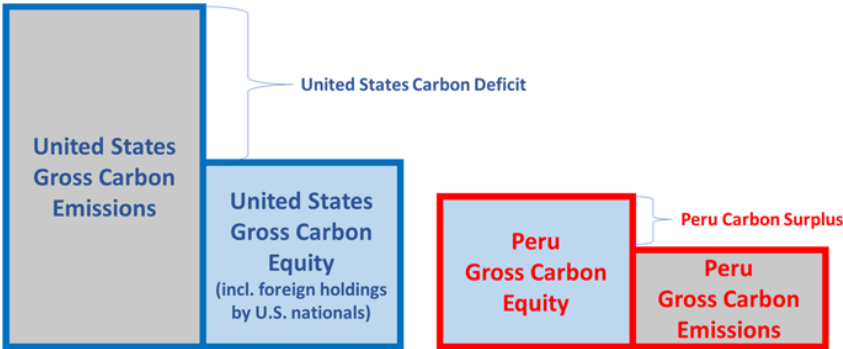 United States Carbon Deficit
United States
Gross Carbon
Emissions
United States
Gross Carbon
Equity
(incl. foreign holdings
by U.S. nationals)
Peru Carbon Surplus
Peru
Gross Carbon
Equity
Peru
Gross Carbon
Emissions